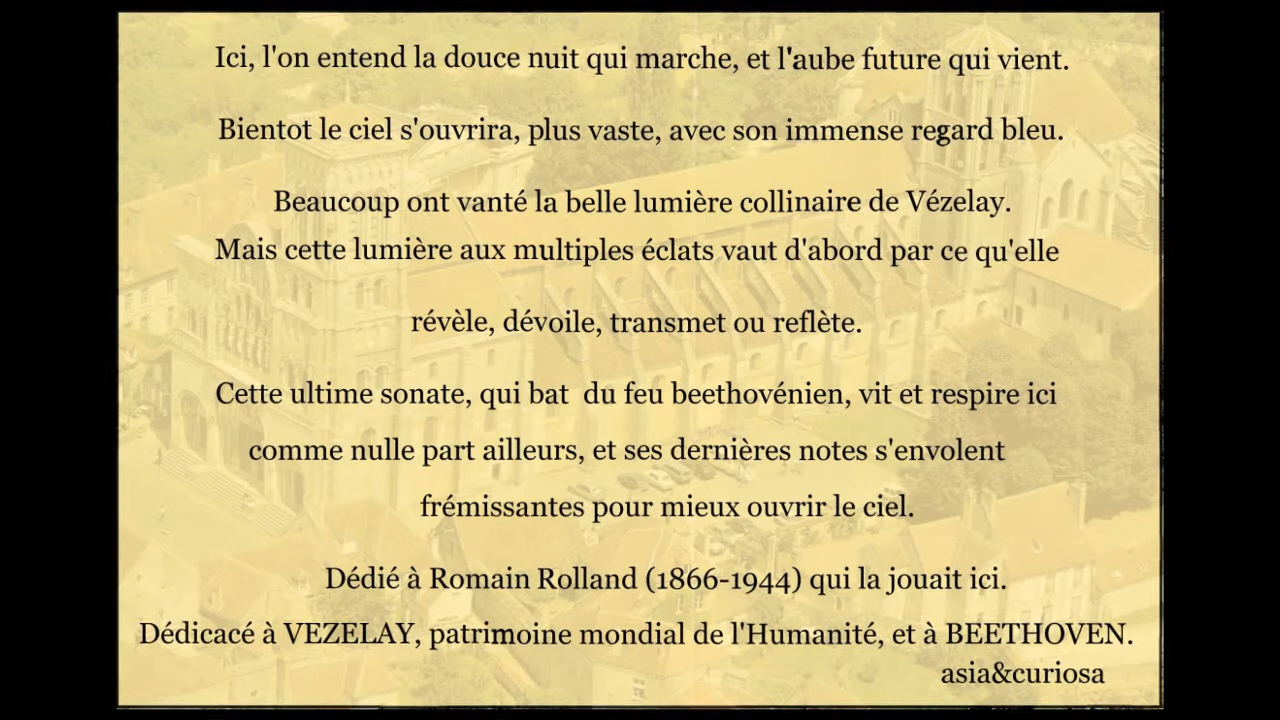 Ici, l'on entend la douce nuit qui marche, et l'aube future qui vient.
Bientot le ciel s'ouvrira, plus vaste, avec son immense regard bleu.
Beaucoup ont vanté la belle lumière collinaire de Vézelay.
Mais cette lumière aux multiples éclats vaut d'abord par ce qu'elle
révèle, dévoile, transmet ou reflète.
Cette ultime sonate, qui bat  du feu beethovénien, vit et respire ici
comme nulle part ailleurs, et ses dernières notes s'envolent
frémissantes pour mieux ouvrir le ciel.
Dédié à Romain Rolland (1866-1944) qui la jouait ici.
Dédicacé à VEZELAY, patrimoine mondial de l'Humanité, et à BEETHOVEN.
asia&curiosa